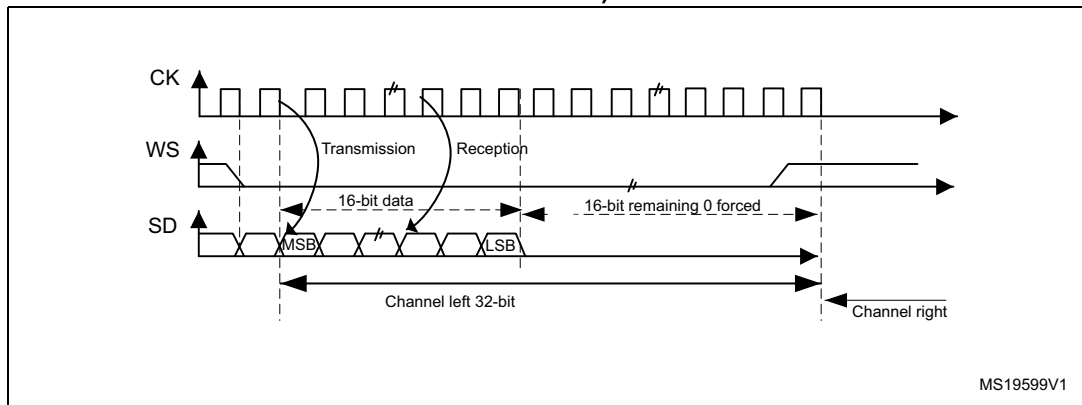 CK
WS
Transmission
Reception
16-bit data
16-bit remaining 0 forced
SD
MSB
LSB
Channel left 32-bit
Channel right
MS19599V1